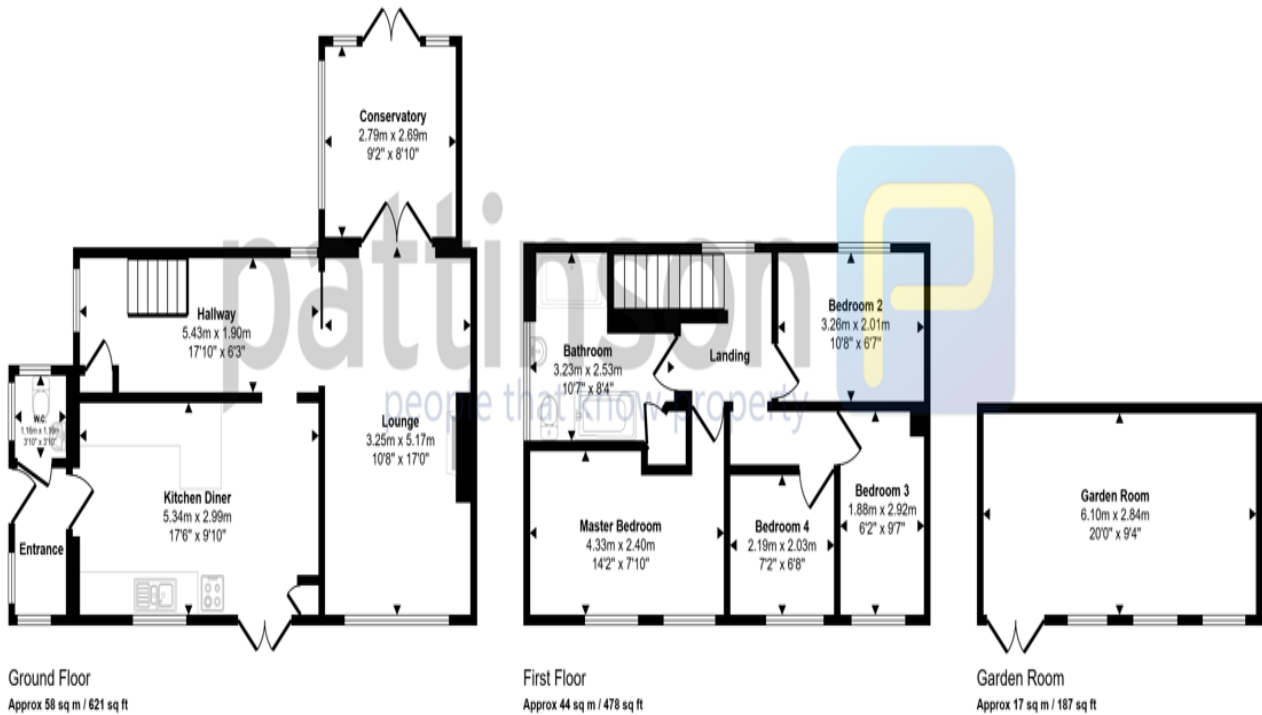 Conservatory
2.79m x 2.69m
9'2" x 8'10"
pattinson
people that know property
Hallway
5.43m x 1.90m
17'10" x 6'3"
W.C.
1.16m x 1.16m
3'10" x 3'10"
Lounge
3.25m x 5.17m
10'8" x 17'0"
Kitchen Diner
5.34m x 2.99m
17'6" x 9'10"
Entrance
Ground Floor
Approx 58 sq m / 621 sq ft
Bathroom
3.23m x 2.53m
10'7" x 8'4"
Landing
Bedroom 2
3.26m x 2.01m
10'8" x 6'7"
Master Bedroom
4.33m x 2.40m
14'2" x 7'10"
Bedroom 4
2.19m x 2.03m
7'2" x 6'8"
Bedroom 3
1.88m x 2.92m
6'2" x 9'7"
First Floor
Approx 44 sq m / 478 sq ft
Garden Room
6.10m x 2.84m
20'0" x 9'4"
Garden Room
Approx 17 sq m / 187 sq ft